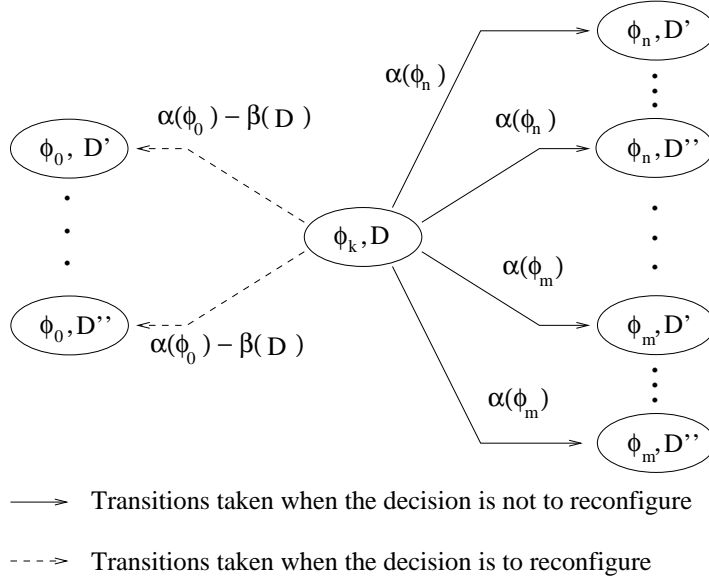 ϕn, D'
α(ϕn)
α(ϕ0) − β(D)
α(ϕn)
ϕ0, D'
ϕn, D''
ϕk, D
α(ϕm)
ϕ0, D''
ϕm, D'
α(ϕ0) − β(D)
α(ϕm)
ϕm, D''
Transitions taken when the decision is not to reconfigure
Transitions taken when the decision is to reconfigure